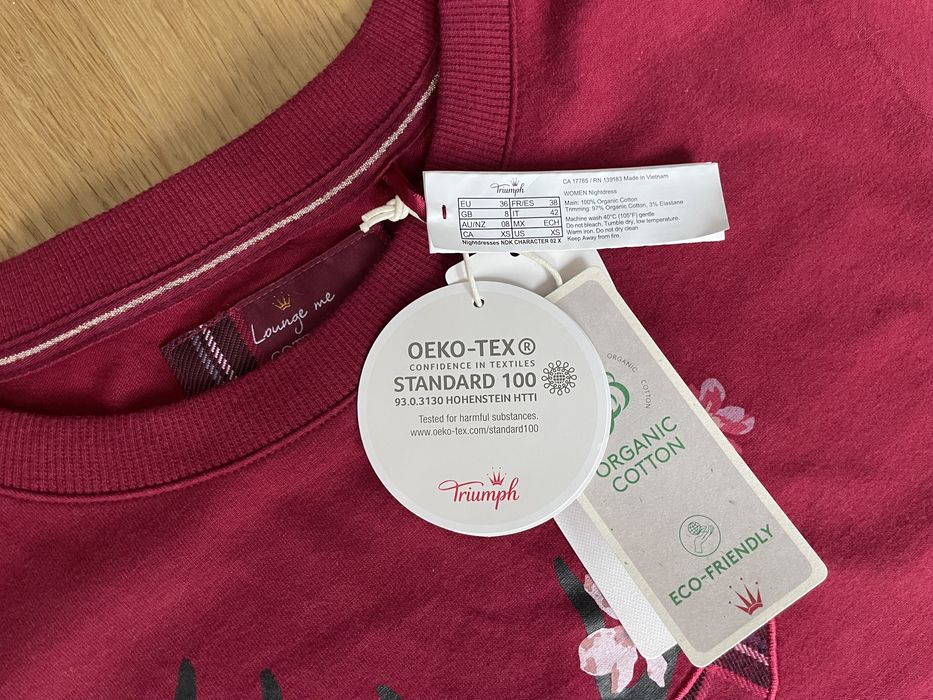 Triumph
EU 36 FR/ES 38
GB 8 IT 42
AU/NZ 08 MX ECH
CA XS US XS
Nightdresses NDK CHARACTER 02 X
CA 17765 / RN 139183 Made in Vietnam
WOMEN Nightdress
Main: 100% Organic Cotton
Trimming: 97% Organic Cotton, 3% Elastane
Machine wash 40°C (105°F) gentle
Do not bleach. Tumble dry, low temperature.
Warm iron. Do not dry clean
Keep Away from fire.
Lounge me
OEKO-TEX®
CONFIDENCE IN TEXTILES
STANDARD 100
93.0.3130 HOHENSTEIN HTTI
Tested for harmful substances.
www.oeko-tex.com/standard100
Triumph
ORGANIC COTTON
ORGANIC
COTTON
ECO-FRIENDLY